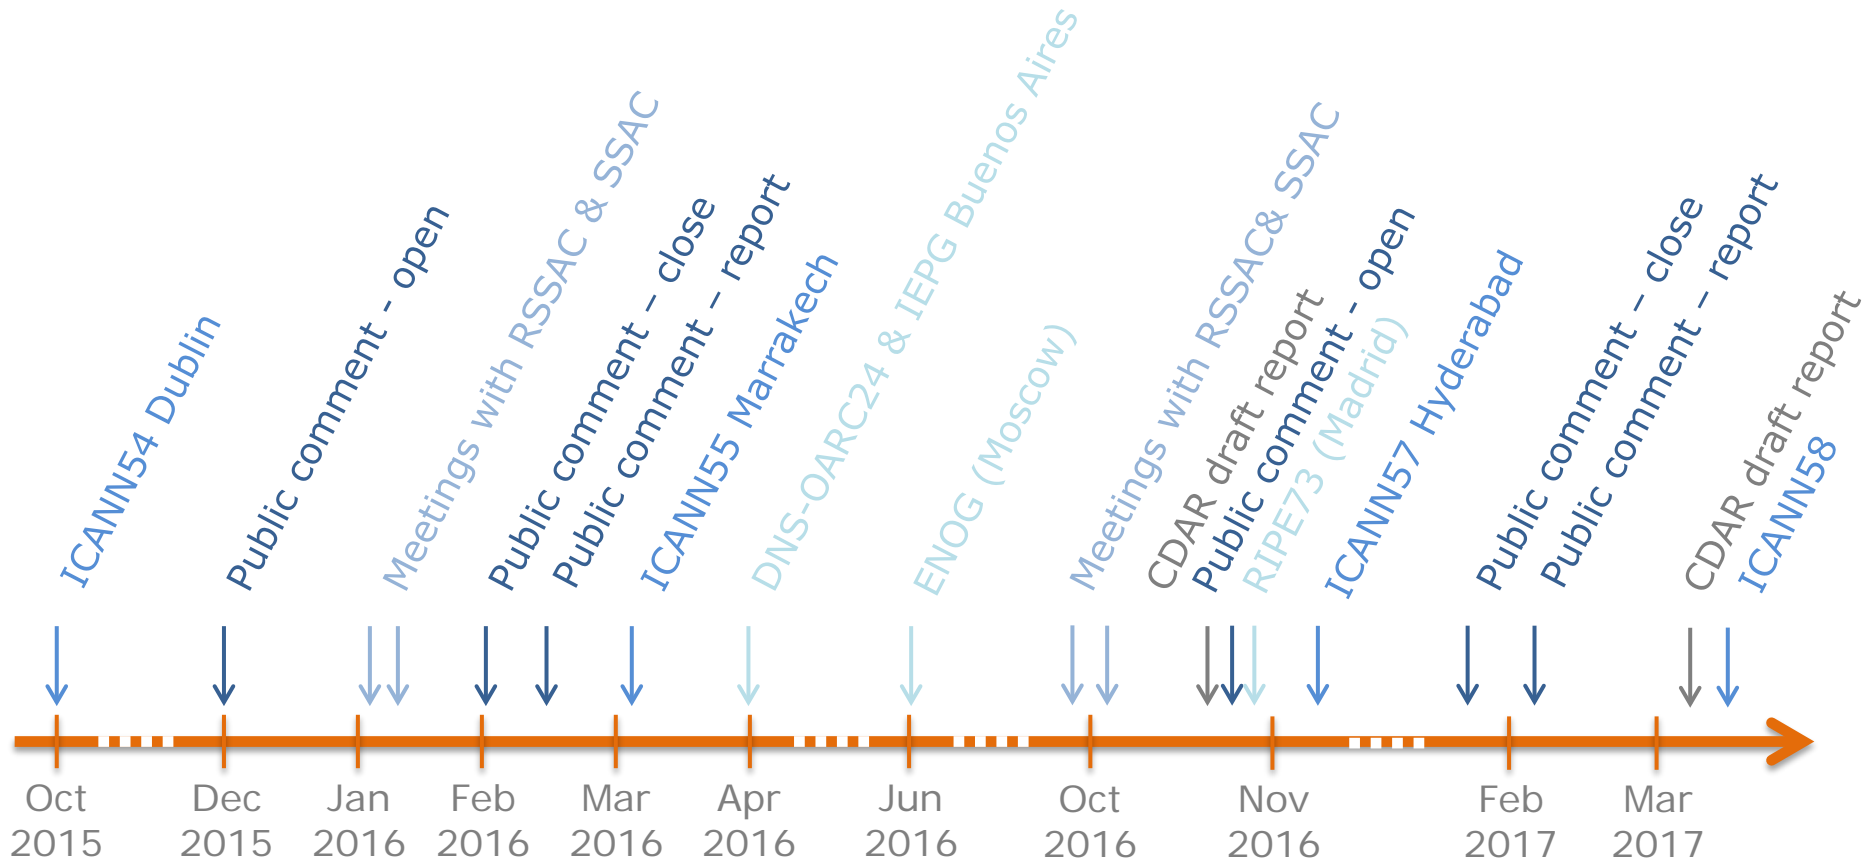 ICANN54 Dublin
Public comment - open
Meetings with RSSAC & SSAC
Public comment – close
Public comment – report
ICANN55 Marrakech
DNS-OARC24 & IEPG Buenos Aires
ENOG (Moscow)
Meetings with RSSAC& SSAC
CDAR draft report
Public comment - open
RIPE73 (Madrid)
ICANN57 Hyderabad
Public comment – close
Public comment – report
CDAR draft report
ICANN58
Oct
2015
Dec
2015
Jan
2016
Feb
2016
Mar
2016
Apr
2016
Jun
2016
Oct
2016
Nov
2016
Feb
2017
Mar
2017